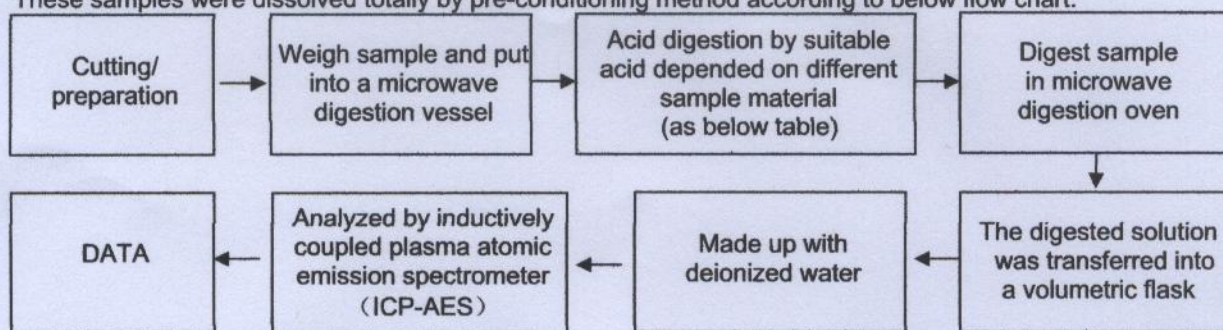 These samples were dissolved totally by pre-conditioning method according to below flow chart.
Cutting/
preparation
Weigh sample and put
into a microwave
digestion vessel
Acid digestion by suitable
acid depended on different
sample material
(as below table)
Digest sample
in microwave
digestion oven
The digested solution
was transferred into
a volumetric flask
Made up with
deionized water
Analyzed by inductively
coupled plasma atomic
emission spectrometer
（ICP-AES）
DATA